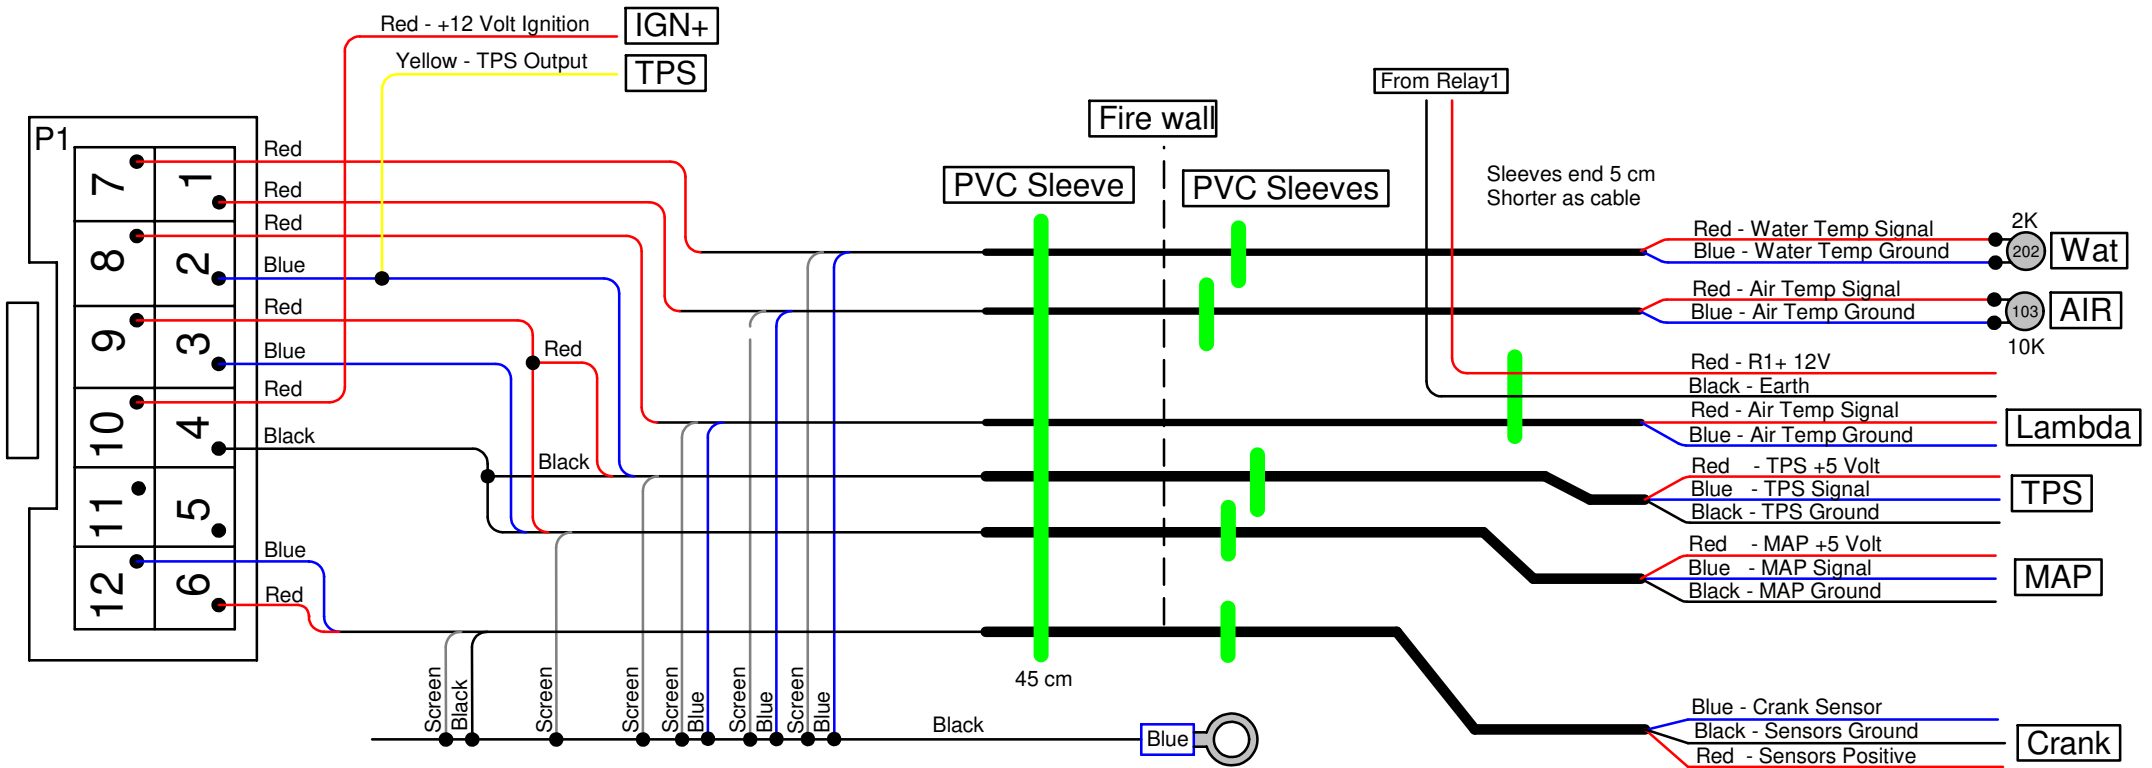 Red - +12 Volt Ignition
IGN+
Yellow - TPS Output
TPS
From Relay1
Fire wall
P1
PVC Sleeve
PVC Sleeves
Sleeves end 5 cm
Shorter as cable
7
1
8
2
9
3
10
4
11
5
12
6
Red
Red
Red
Blue
Red
Blue
Red
Black
Blue
Red
Red
Black
Red - Water Temp Signal
Blue - Water Temp Ground
2K
202
Wat
Red - Air Temp Signal
Blue - Air Temp Ground
103
10K
AIR
Red - R1+ 12V
Black - Earth
Red - Air Temp Signal
Blue - Air Temp Ground
Lambda
Red - TPS +5 Volt
Blue - TPS Signal
Black - TPS Ground
TPS
Red - MAP +5 Volt
Blue - MAP Signal
Black - MAP Ground
MAP
45 cm
Screen
Black
Screen
Screen
Screen
Blue
Screen
Blue
Screen
Blue
Black
Blue
Blue - Crank Sensor
Black - Sensors Ground
Red - Sensors Positive
Crank